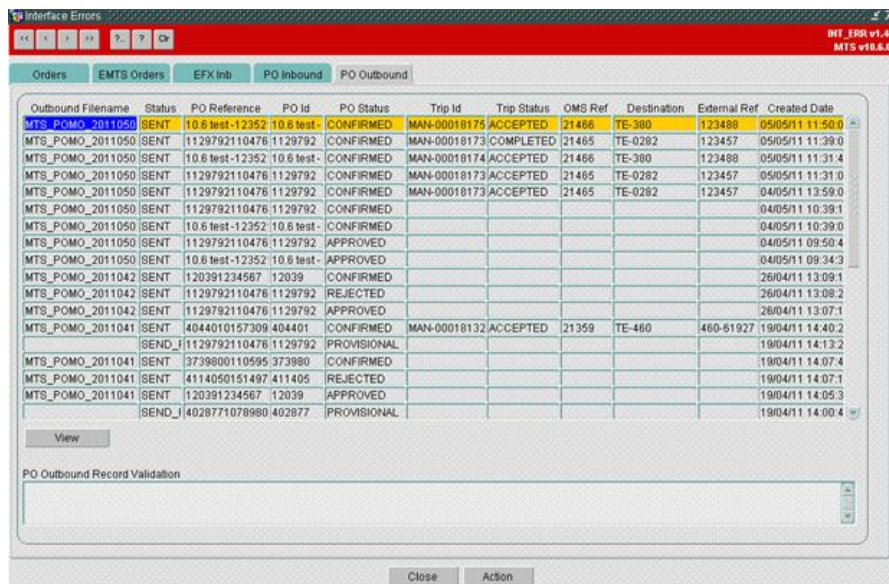 Interface Errors
<< < > >> ?.. ? Clr INT_ERR v1.4
MTS v10.6.0
Orders EMTS Orders EFX Inb PO Inbound PO Outbound
Outbound Filename Status PO Reference PO Id PO Status Trip Id Trip Status OMS Ref Destination External Ref Created Date
MTS_POMO_2011050 SENT 10.6 test-12352 10.6 test- CONFIRMED MAN-00018175 ACCEPTED 21466 TE-380 123488 05/05/11 11:50:0
MTS_POMO_2011050 SENT 1129792110476 1129792 CONFIRMED MAN-00018173 COMPLETED 21465 TE-0282 123457 05/05/11 11:39:0
MTS_POMO_2011050 SENT 1129792110476 1129792 CONFIRMED MAN-00018174 ACCEPTED 21466 TE-380 123488 05/05/11 11:31:4
MTS_POMO_2011050 SENT 1129792110476 1129792 CONFIRMED MAN-00018173 ACCEPTED 21465 TE-0282 123457 05/05/11 11:31:0
MTS_POMO_2011050 SENT 1129792110476 1129792 CONFIRMED MAN-00018173 ACCEPTED 21465 TE-0282 123457 04/05/11 13:59:0
MTS_POMO_2011050 SENT 1129792110476 1129792 CONFIRMED 04/05/11 10:39:1
MTS_POMO_2011050 SENT 10.6 test-12352 10.6 test- CONFIRMED 04/05/11 10:39:0
MTS_POMO_2011050 SENT 1129792110476 1129792 APPROVED 04/05/11 09:50:4
MTS_POMO_2011050 SENT 10.6 test-12352 10.6 test- APPROVED 04/05/11 09:34:3
MTS_POMO_2011042 SENT 120391234567 12039 CONFIRMED 26/04/11 13:09:1
MTS_POMO_2011042 SENT 1129792110476 1129792 REJECTED 26/04/11 13:08:2
MTS_POMO_2011042 SENT 1129792110476 1129792 APPROVED 26/04/11 13:07:1
MTS_POMO_2011041 SENT 4044010157309 404401 CONFIRMED MAN-00018132 ACCEPTED 21359 TE-460 460-61927 19/04/11 14:40:2
SEND_F 1129792110476 1129792 PROVISIONAL 19/04/11 14:13:2
MTS_POMO_2011041 SENT 3739800110595 373980 CONFIRMED 19/04/11 14:07:4
MTS_POMO_2011041 SENT 4114050151497 411405 REJECTED 19/04/11 14:07:1
MTS_POMO_2011041 SENT 120391234567 12039 APPROVED 19/04/11 14:05:3
SEND_F 4028771078980 402877 PROVISIONAL 19/04/11 14:00:4
View
PO Outbound Record Validation
Close Action